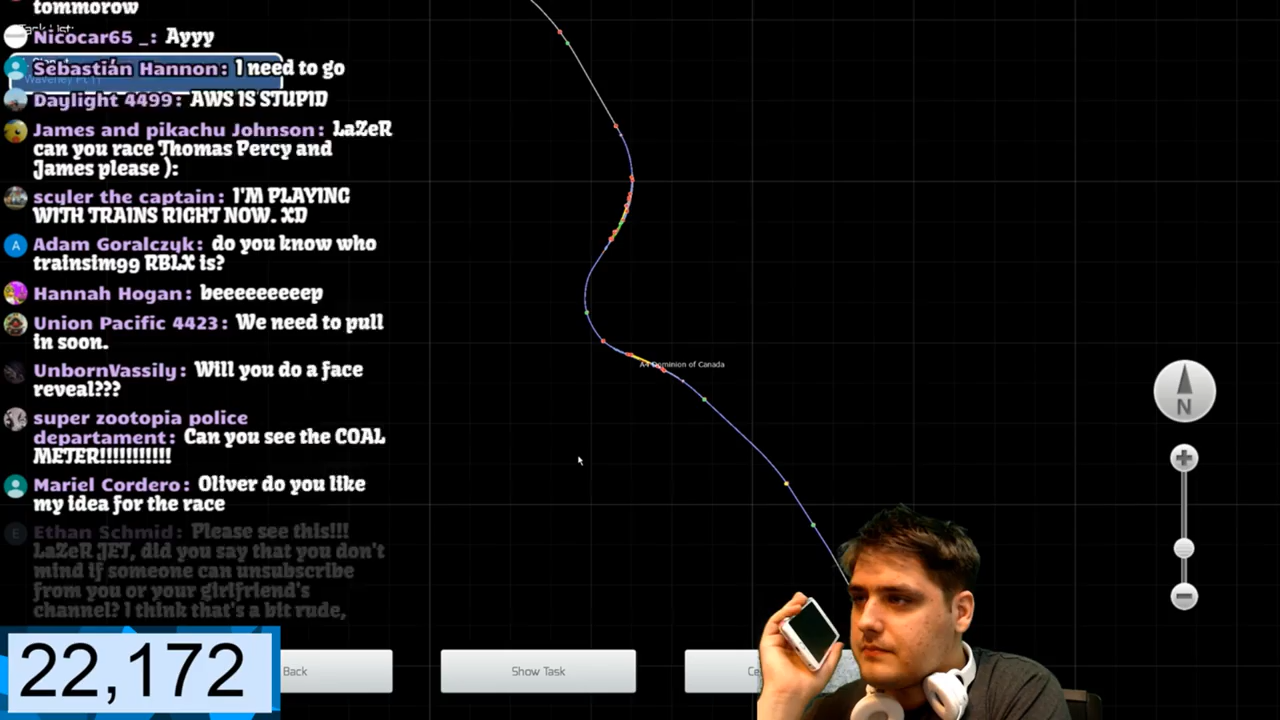 tommorow
Task List:
Nicocar65 _: Ayyy
Sebastián Hannon: I need to go
Daylight 4499: AWS IS STUPID
James and pikachu Johnson: LaZeR
can you race Thomas Percy and
James please ):
scyler the captain: I'M PLAYING
WITH TRAINS RIGHT NOW. XD
Adam Goralczyk: do you know who
trainsim99 RBLX is?
Hannah Hogan: beeeeeeeep
Union Pacific 4423: We need to pull
in soon.
A4 Dominion of Canada
UnbornVassily: Will you do a face
reveal???
N
super zootopia police
departament: Can you see the COAL
METER!!!!!!!!!!!
Mariel Cordero: Oliver do you like
my idea for the race
Ethan Schmid: Please see this!!!
LaZeR JET, did you say that you don't
mind if someone can unsubscribe
from you or your girlfriend's
channel? I think that's a bit rude,
22,172
Back
Show Task